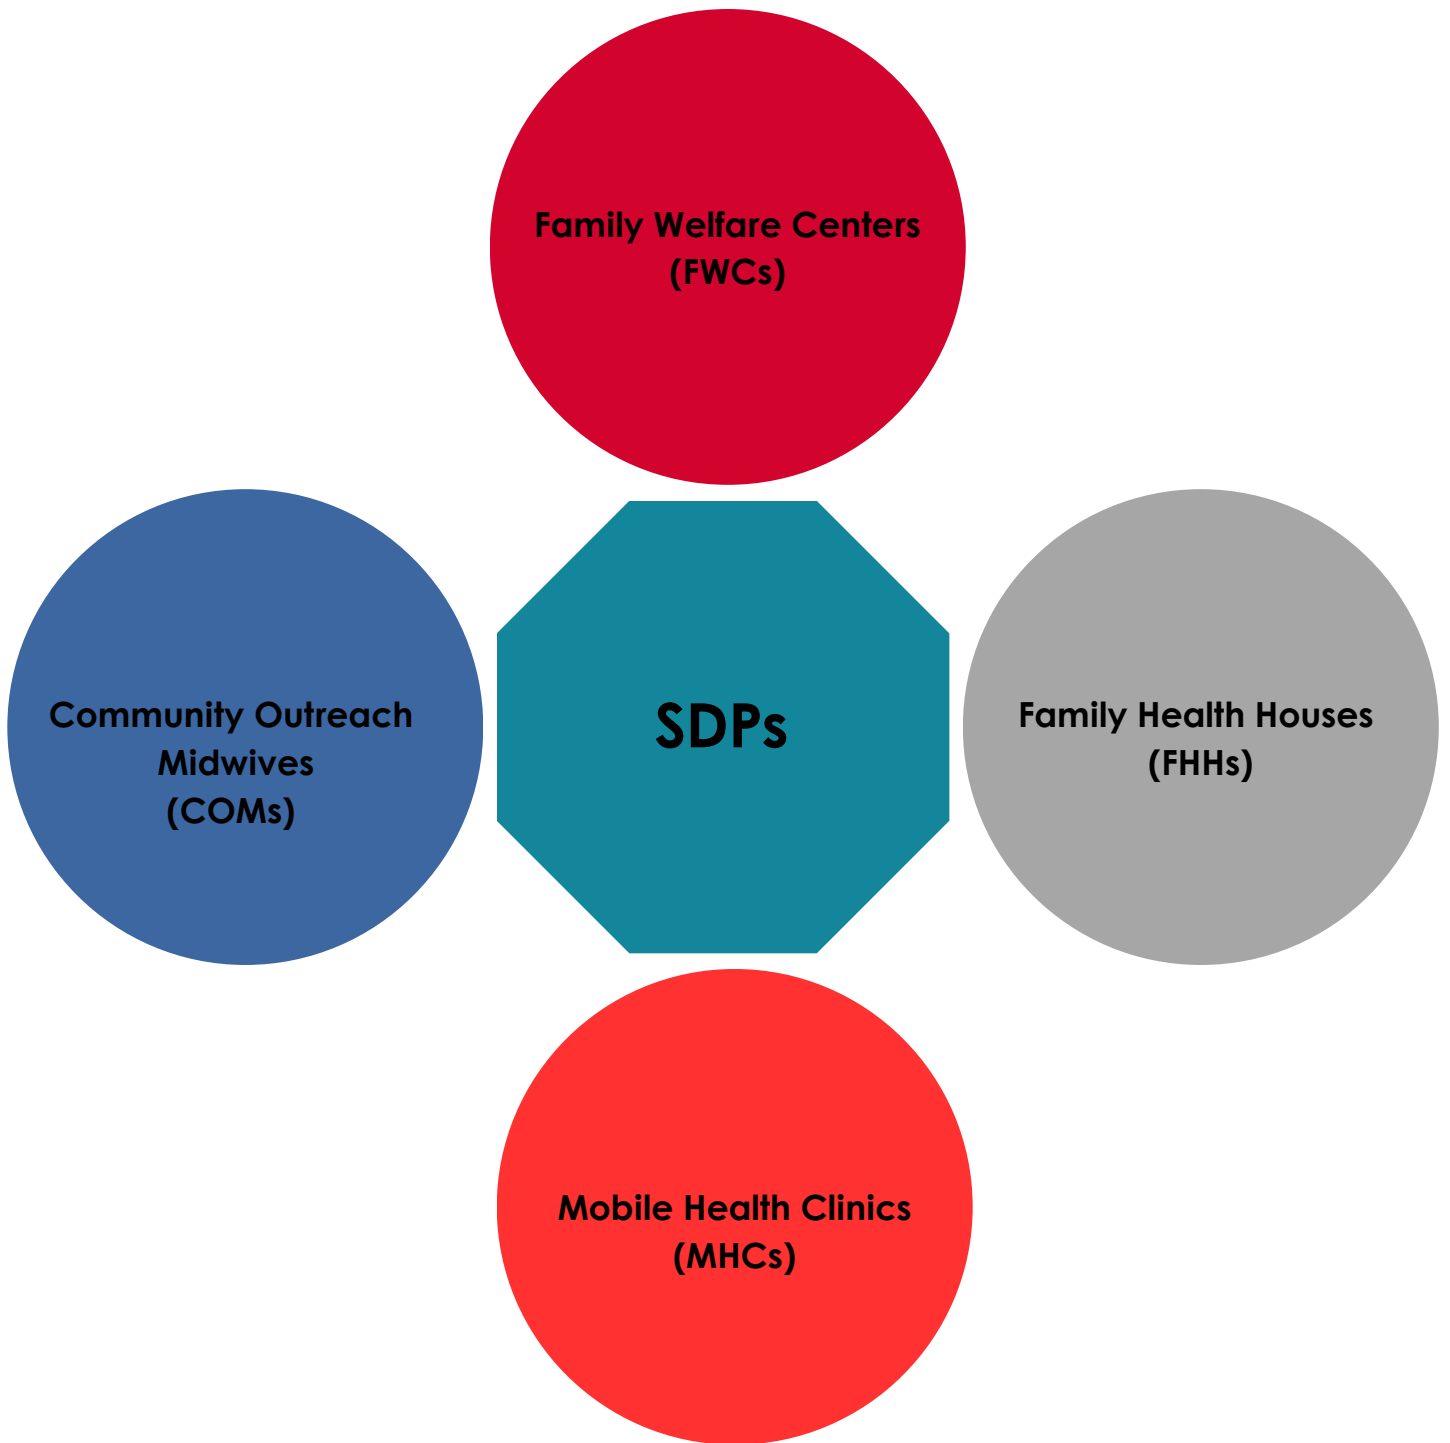 Family Welfare Centers
(FWCs)
Community Outreach
Midwives
(COMs)
SDPs
Family Health Houses
(FHHs)
Mobile Health Clinics
(MHCs)